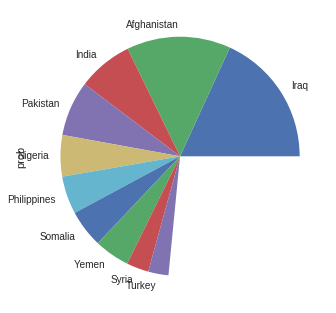 Afghanistan
India
Iraq
Pakistan
Nigeria
prob
Philippines
Somalia
Yemen
Syria
Turkey